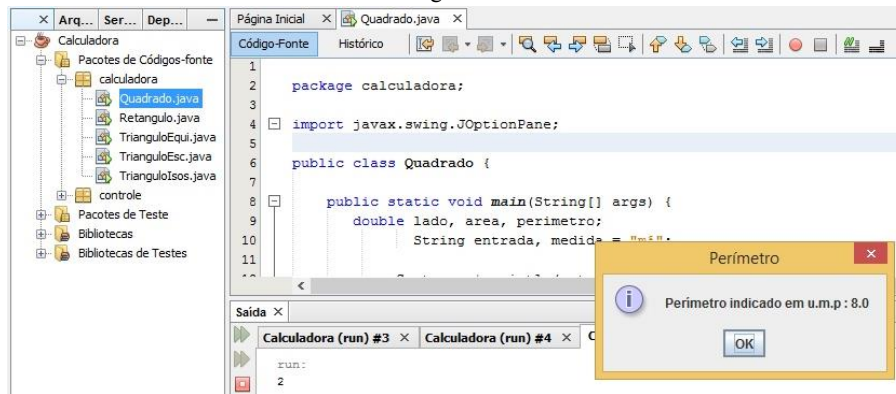 Arq... Ser... Dep...
Calculadora
Pacotes de Códigos-fonte
calculadora
Quadrado.java
Retangulo.java
TrianguloEqui.java
TrianguloEsc.java
TrianguloIsos.java
controle
Pacotes de Teste
Bibliotecas
Bibliotecas de Testes
Página Inicial Quadrado.java
Código-Fonte Histórico
1
2 package calculadora;
3
4 import javax.swing.JOptionPane;
5
6 public class Quadrado {
7
8 public static void main(String[] args) {
9 double lado, area, perimetro;
10 String entrada, medida = "mi";
11
Perímetro
Perímetro indicado em u.m.p : 8.0
OK
Saída
Calculadora (run) #3 Calculadora (run) #4
run:
2